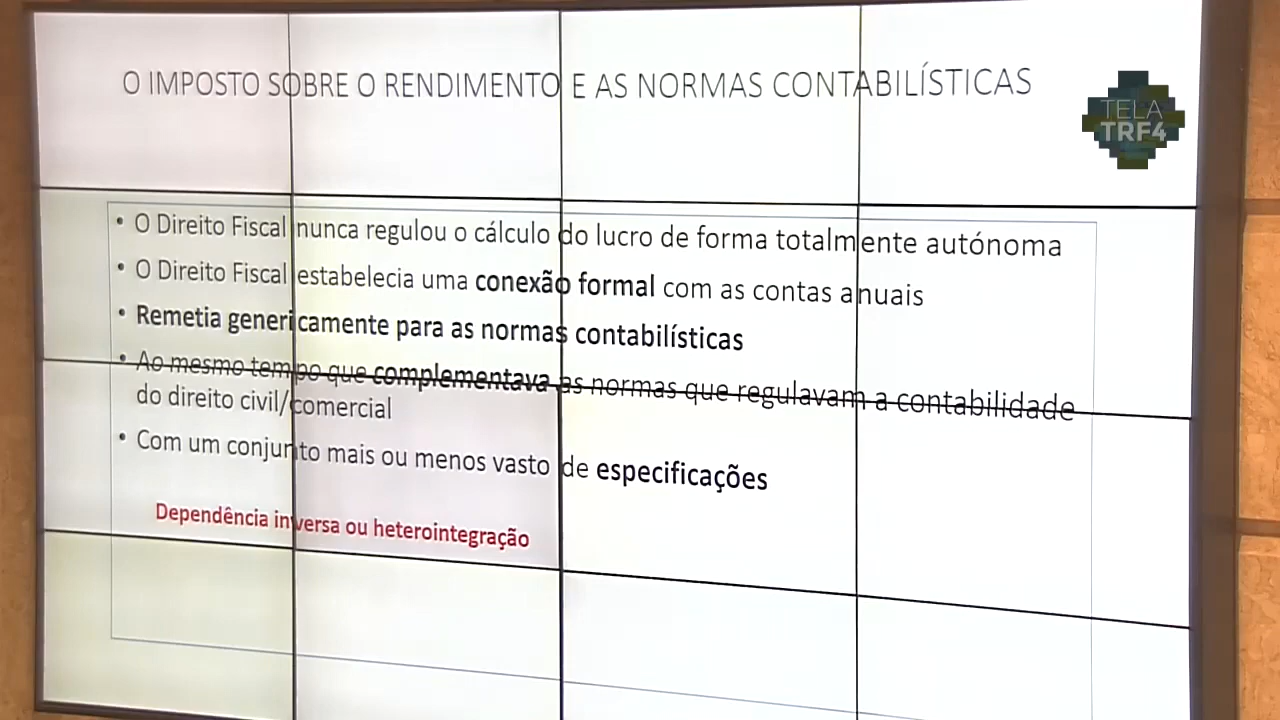 O IMPOSTO SOBRE O RENDIMENTO E AS NORMAS CONTABILÍSTICAS
TELA
TRF4
• O Direito Fiscal nunca regulou o cálculo do lucro de forma totalmente autónoma
• O Direito Fiscal estabelecia uma conexão formal com as contas anuais
• Remetia genericamente para as normas contabilísticas
• Ao mesmo tempo que complementava as normas que regulavam a contabilidade
do direito civil/comercial
• Com um conjunto mais ou menos vasto de especificações
Dependência inversa ou heterointegração